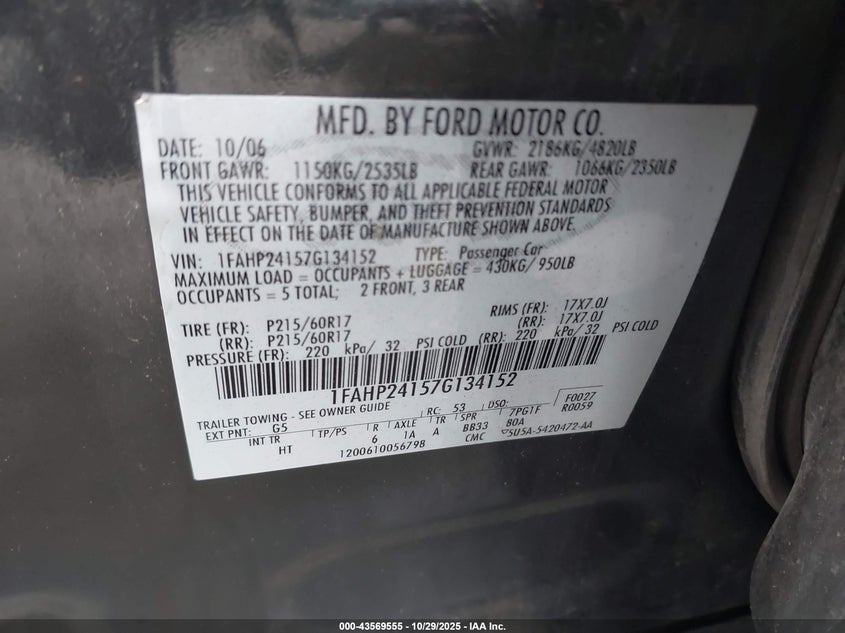 MFD. BY FORD MOTOR CO.
DATE: 10/06 GVWR: 2186KG/4820LB
FRONT GAWR: 1150KG/2535LB REAR GAWR: 1066KG/2350LB
THIS VEHICLE CONFORMS TO ALL APPLICABLE FEDERAL MOTOR
VEHICLE SAFETY, BUMPER, AND THEFT PREVENTION STANDARDS
IN EFFECT ON THE DATE OF MANUFACTURE SHOWN ABOVE.
VIN: 1FAHP24157G134152 TYPE: Passenger Car
MAXIMUM LOAD = OCCUPANTS + LUGGAGE = 430KG/ 950LB
OCCUPANTS = 5 TOTAL; 2 FRONT, 3 REAR
TIRE (FR): P215/60R17 RIMS (FR): 17X7.0J
(RR): P215/60R17 (RR): 17X7.0J
PRESSURE (FR): 220 kPa/ 32 PSI COLD (RR): 220 kPa/ 32 PSI COLD
1FAHP24157G134152
TRAILER TOWING - SEE OWNER GUIDE
EXT PNT: G5 RC: 53 DSO: 7PG1F F0027
R0059
INT TR TP/PS R AXLE TR SPR 80A
HT 6 1A A BB33
1200610056798 CMC 5U5A-5420472-AA
000-43569555 | 10/29/2025 | IAA Inc.